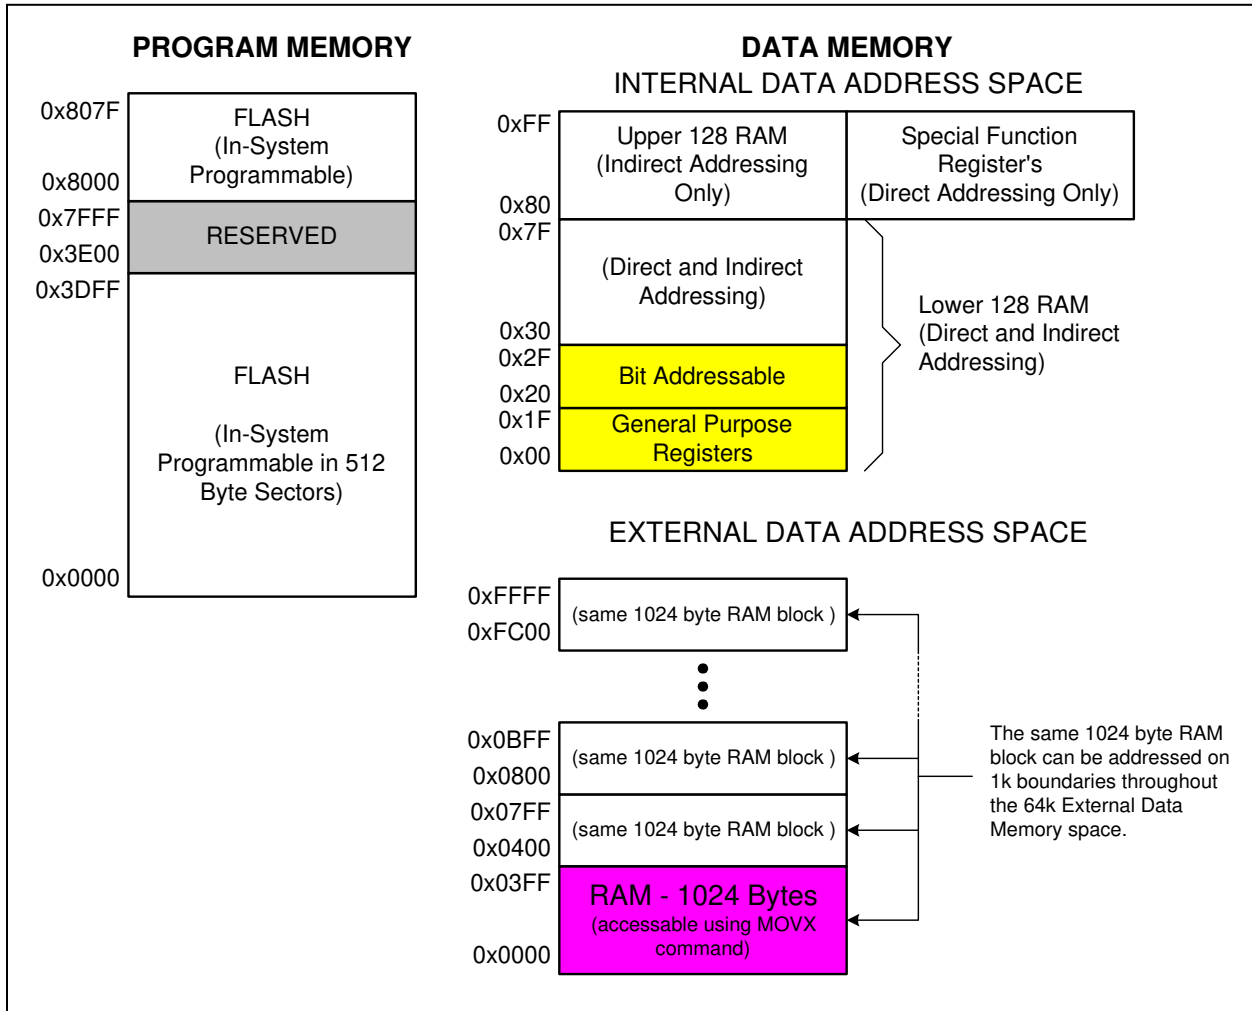 PROGRAM MEMORY
0x807F
FLASH
(In-System
Programmable)
0x8000
0x7FFF
RESERVED
0x3E00
0x3DFF
FLASH
(In-System
Programmable in 512
Byte Sectors)
0x0000
DATA MEMORY
INTERNAL DATA ADDRESS SPACE
0xFF
Upper 128 RAM
(Indirect Addressing
Only)
0x80
Special Function
Register's
(Direct Addressing Only)
0x7F
(Direct and Indirect
Addressing)
0x30
0x2F
Bit Addressable
0x20
0x1F
General Purpose
Registers
0x00
Lower 128 RAM
(Direct and Indirect
Addressing)
EXTERNAL DATA ADDRESS SPACE
0xFFFF
(same 1024 byte RAM block )
0xFC00
0x0BFF
(same 1024 byte RAM block )
0x0800
0x07FF
(same 1024 byte RAM block )
0x0400
0x03FF
RAM - 1024 Bytes
(accessable using MOVX
command)
0x0000
The same 1024 byte RAM
block can be addressed on
1k boundaries throughout
the 64k External Data
Memory space.